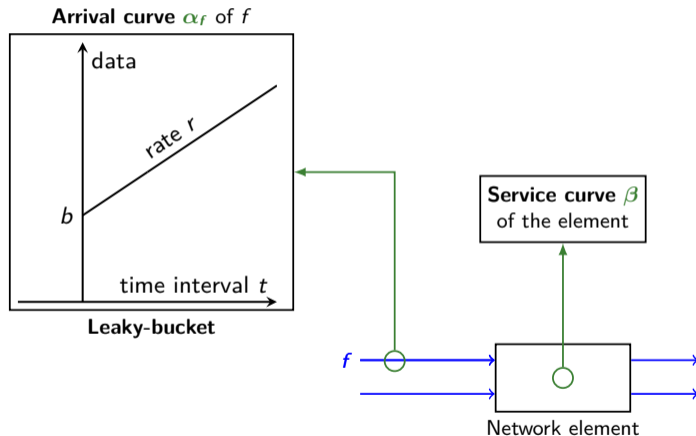 Arrival curve αf of f
data
rate r
b
time interval t
Leaky-bucket
Service curve β
of the element
f
Network element